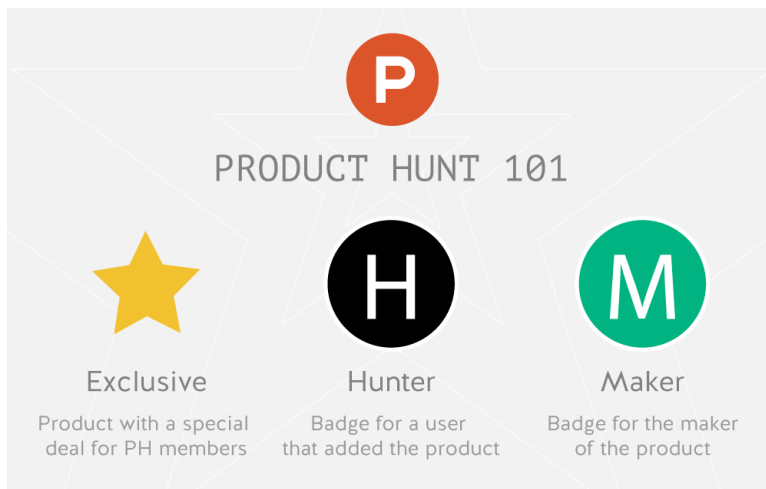 P
PRODUCT HUNT 101
H
M
Exclusive
Hunter
Maker
Product with a special
deal for PH members
Badge for a user
that added the product
Badge for the maker
of the product